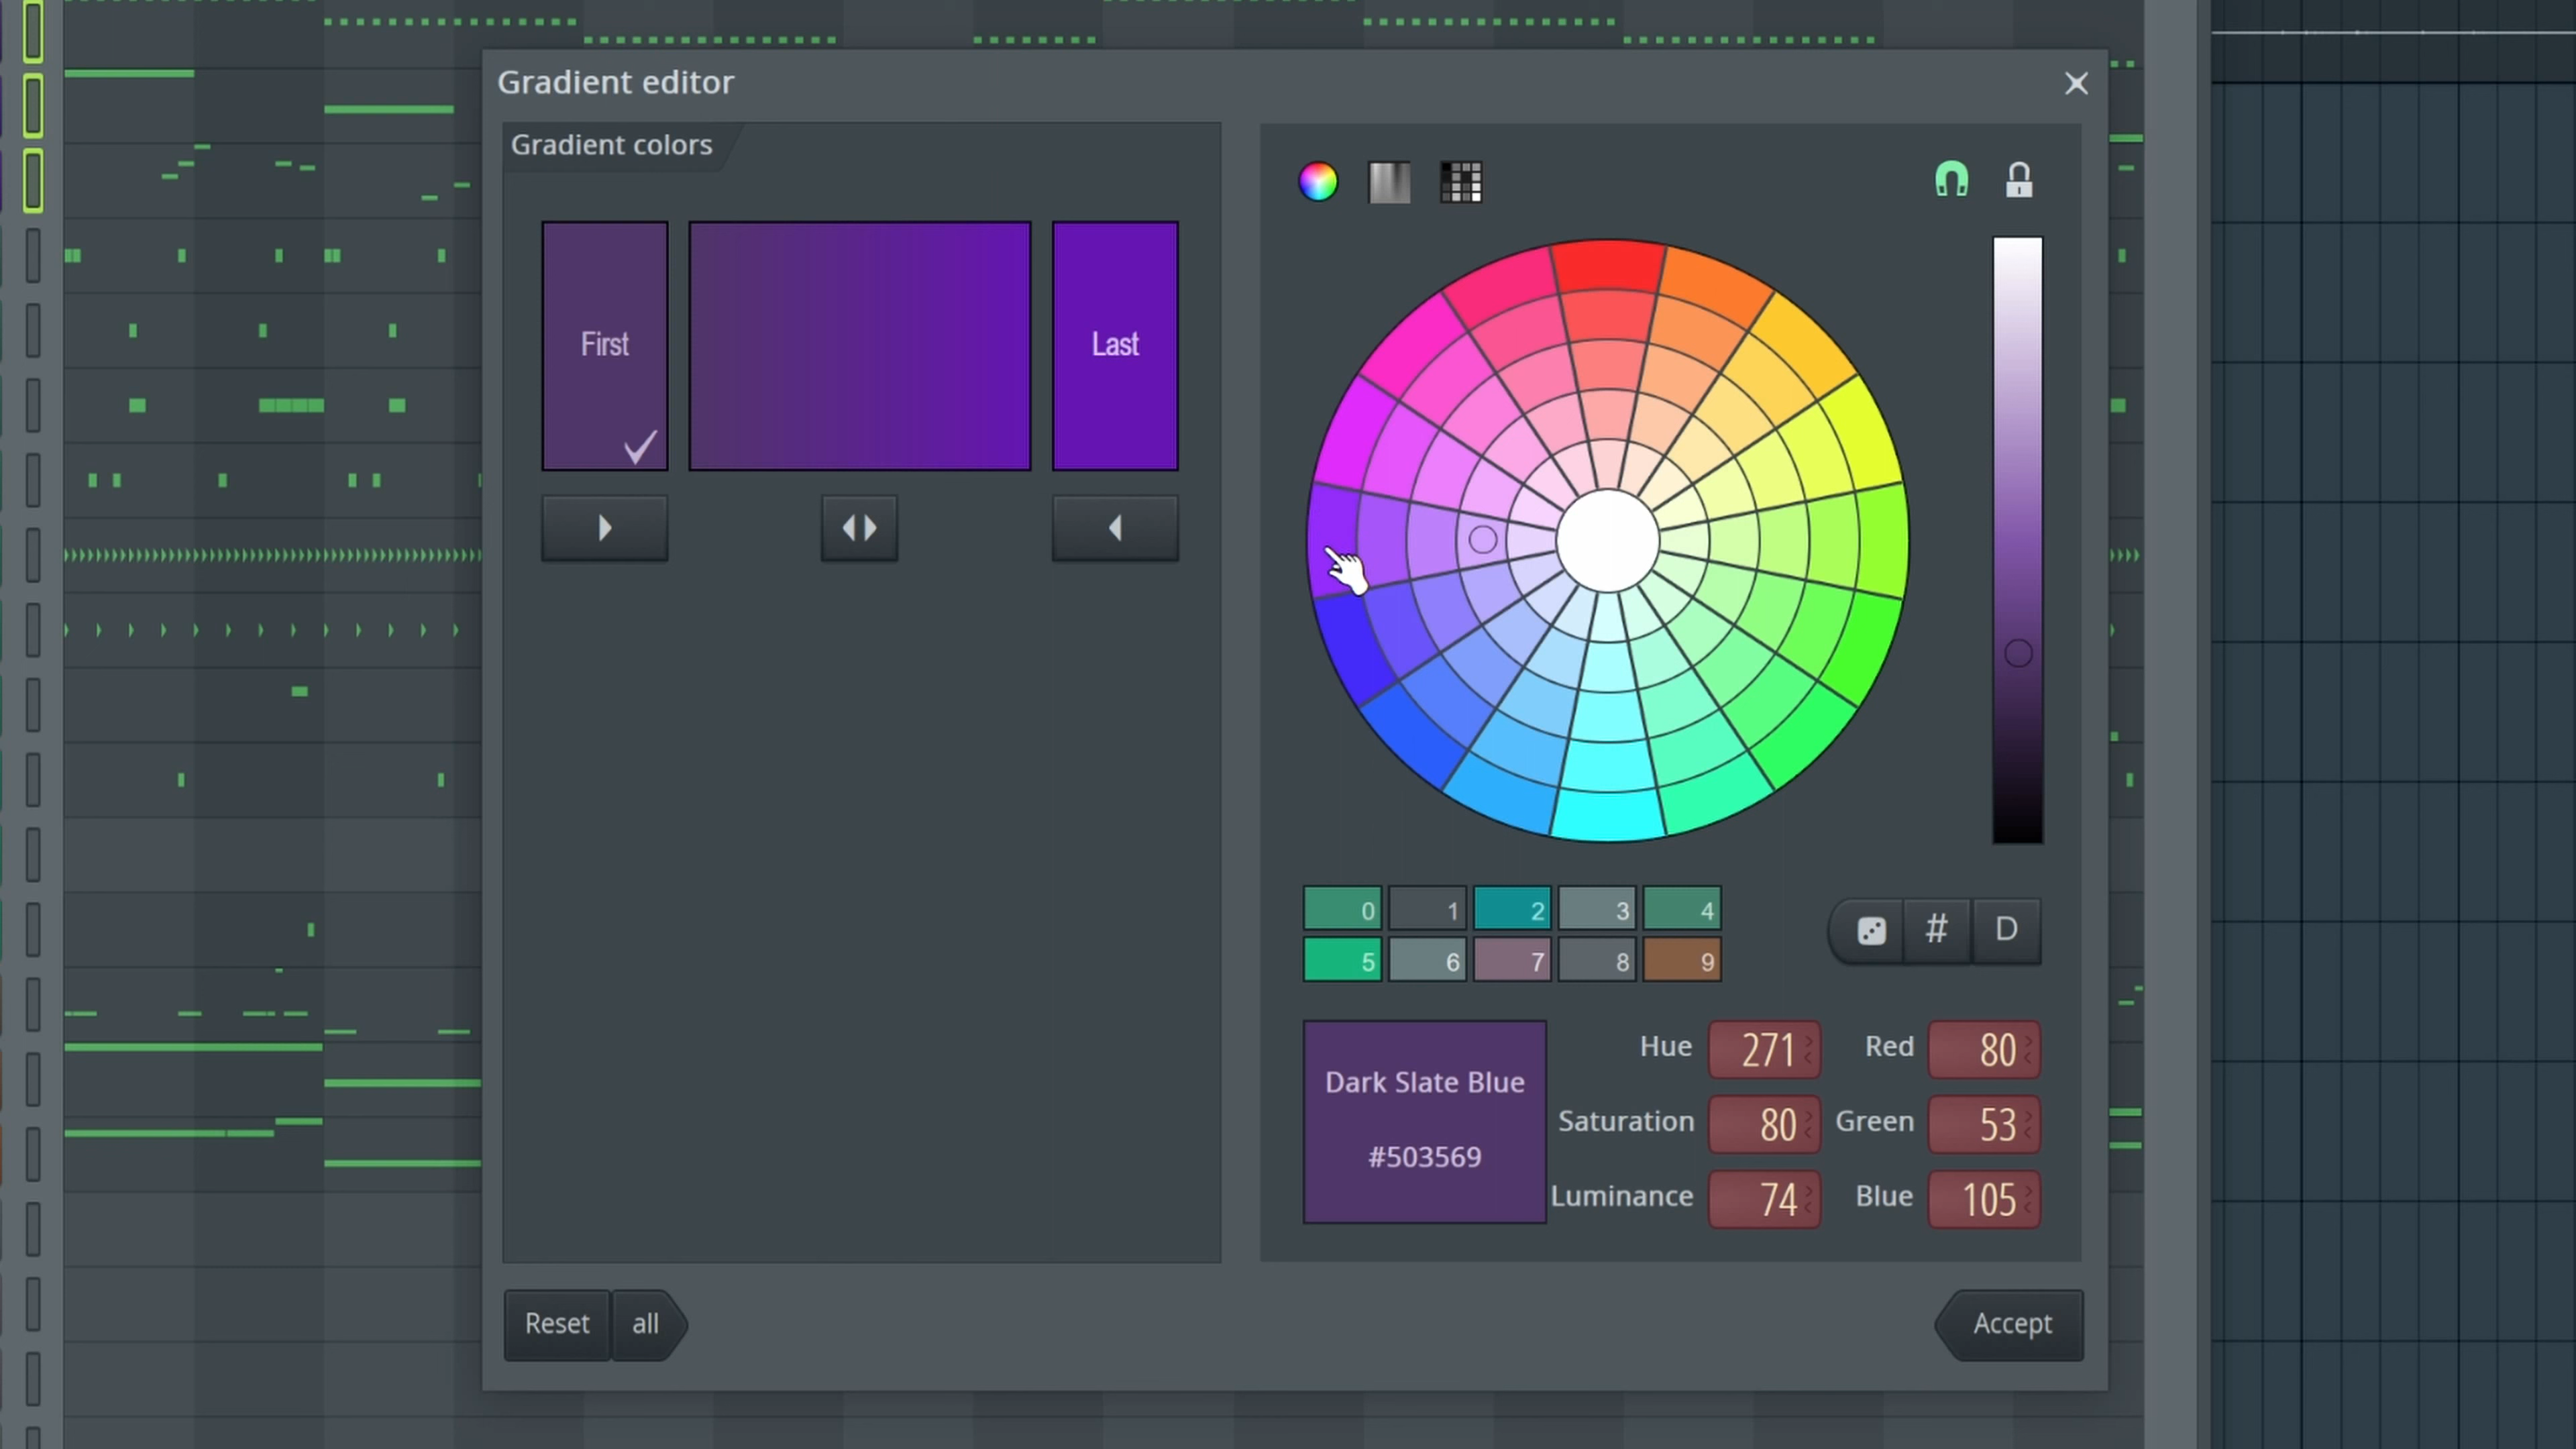 Gradient editor
Gradient colors
First
Last
0 1 2 3 4
5 6 7 8 9
# D
Dark Slate Blue
#503569
Hue 271 Red 80
Saturation 80 Green 53
Luminance 74 Blue 105
Reset all
Accept